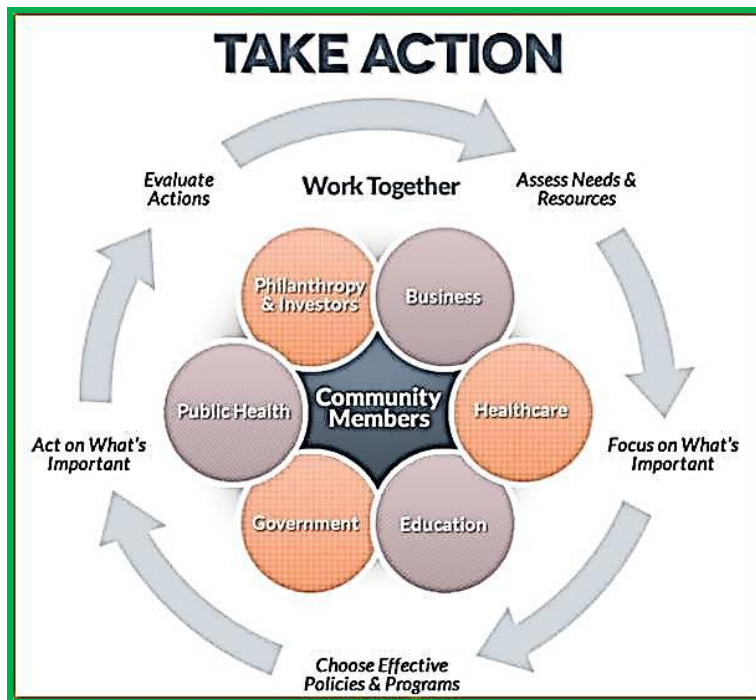 TAKE ACTION
Evaluate
Actions
Work Together
Assess Needs &
Resources
Philanthropy
& Investors
Business
Public Health
Community
Members
Healthcare
Act on What's
Important
Focus on What's
Important
Government
Education
Choose Effective
Policies & Programs